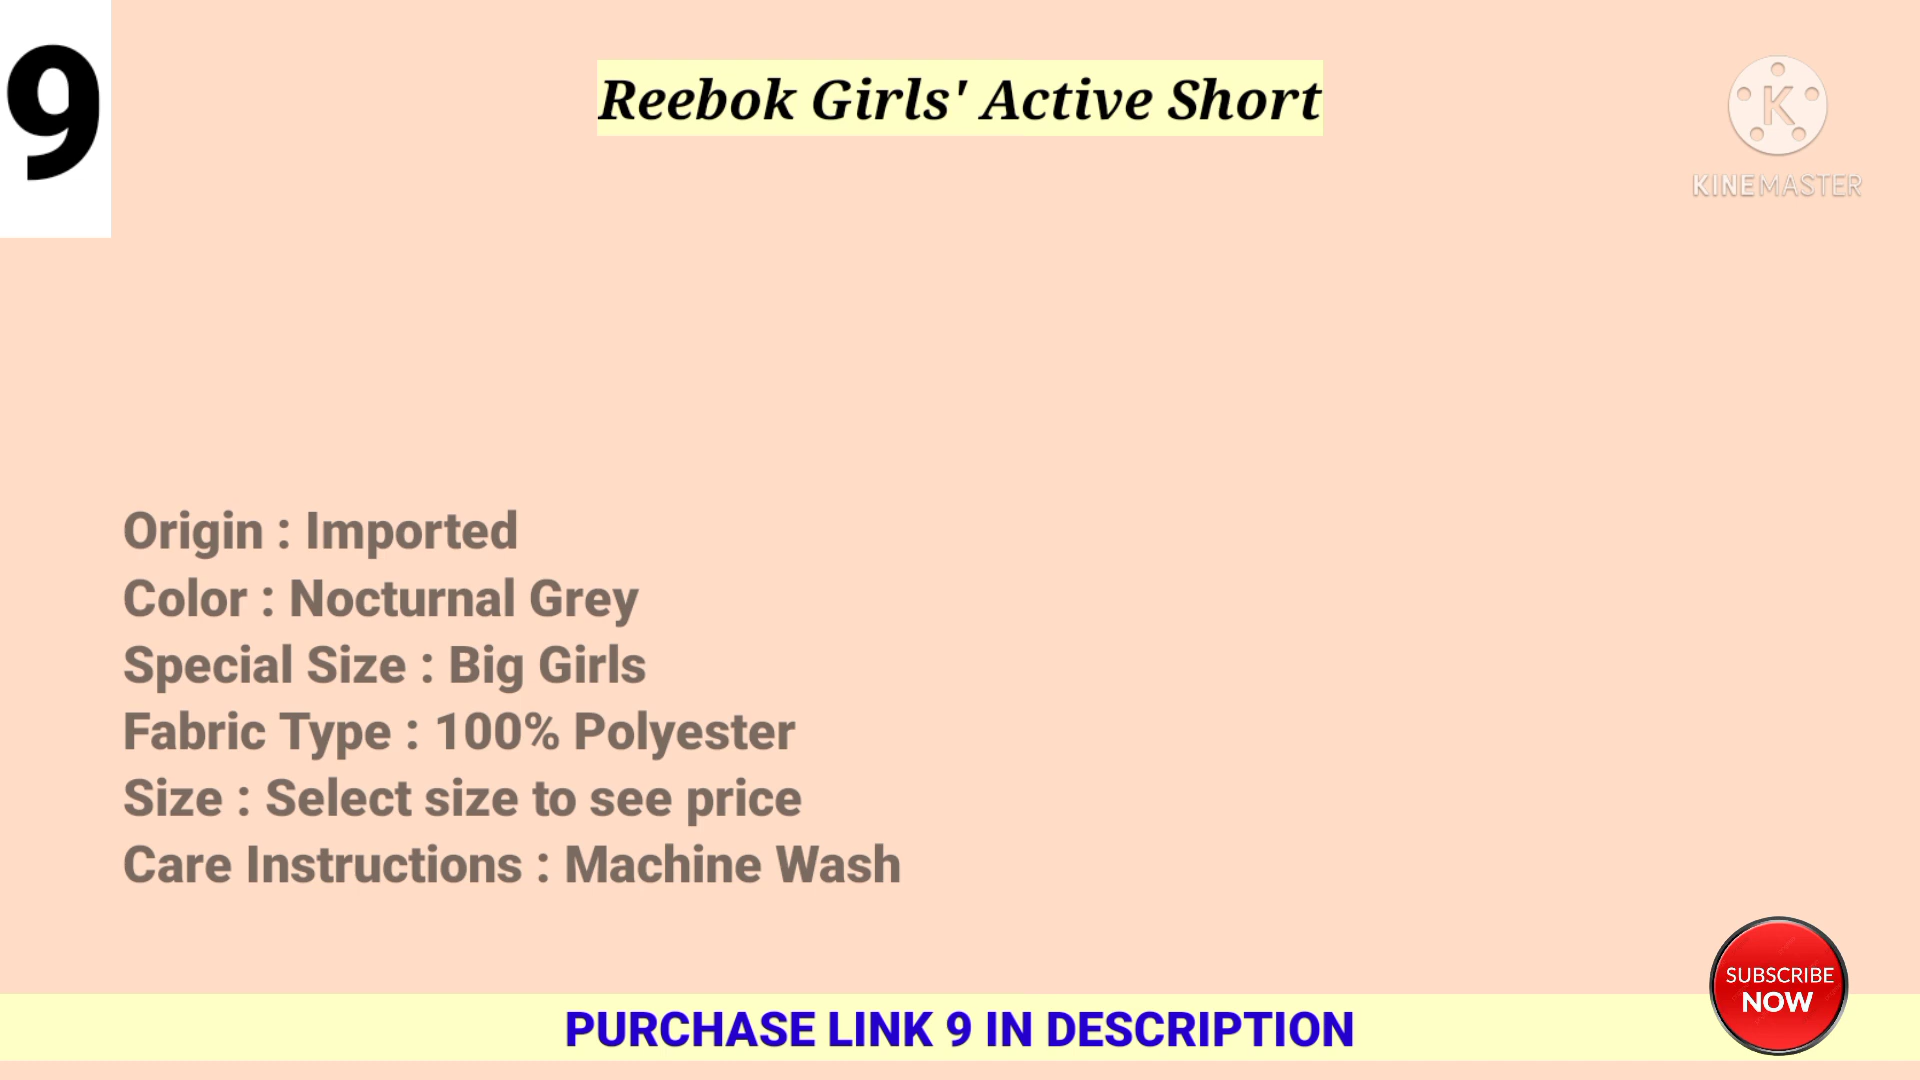 9
Reebok Girls' Active Short
K
KINEMASTER
Origin : Imported
Color : Nocturnal Grey
Special Size : Big Girls
Fabric Type : 100% Polyester
Size : Select size to see price
Care Instructions : Machine Wash
SUBSCRIBE
NOW
PURCHASE LINK 9 IN DESCRIPTION